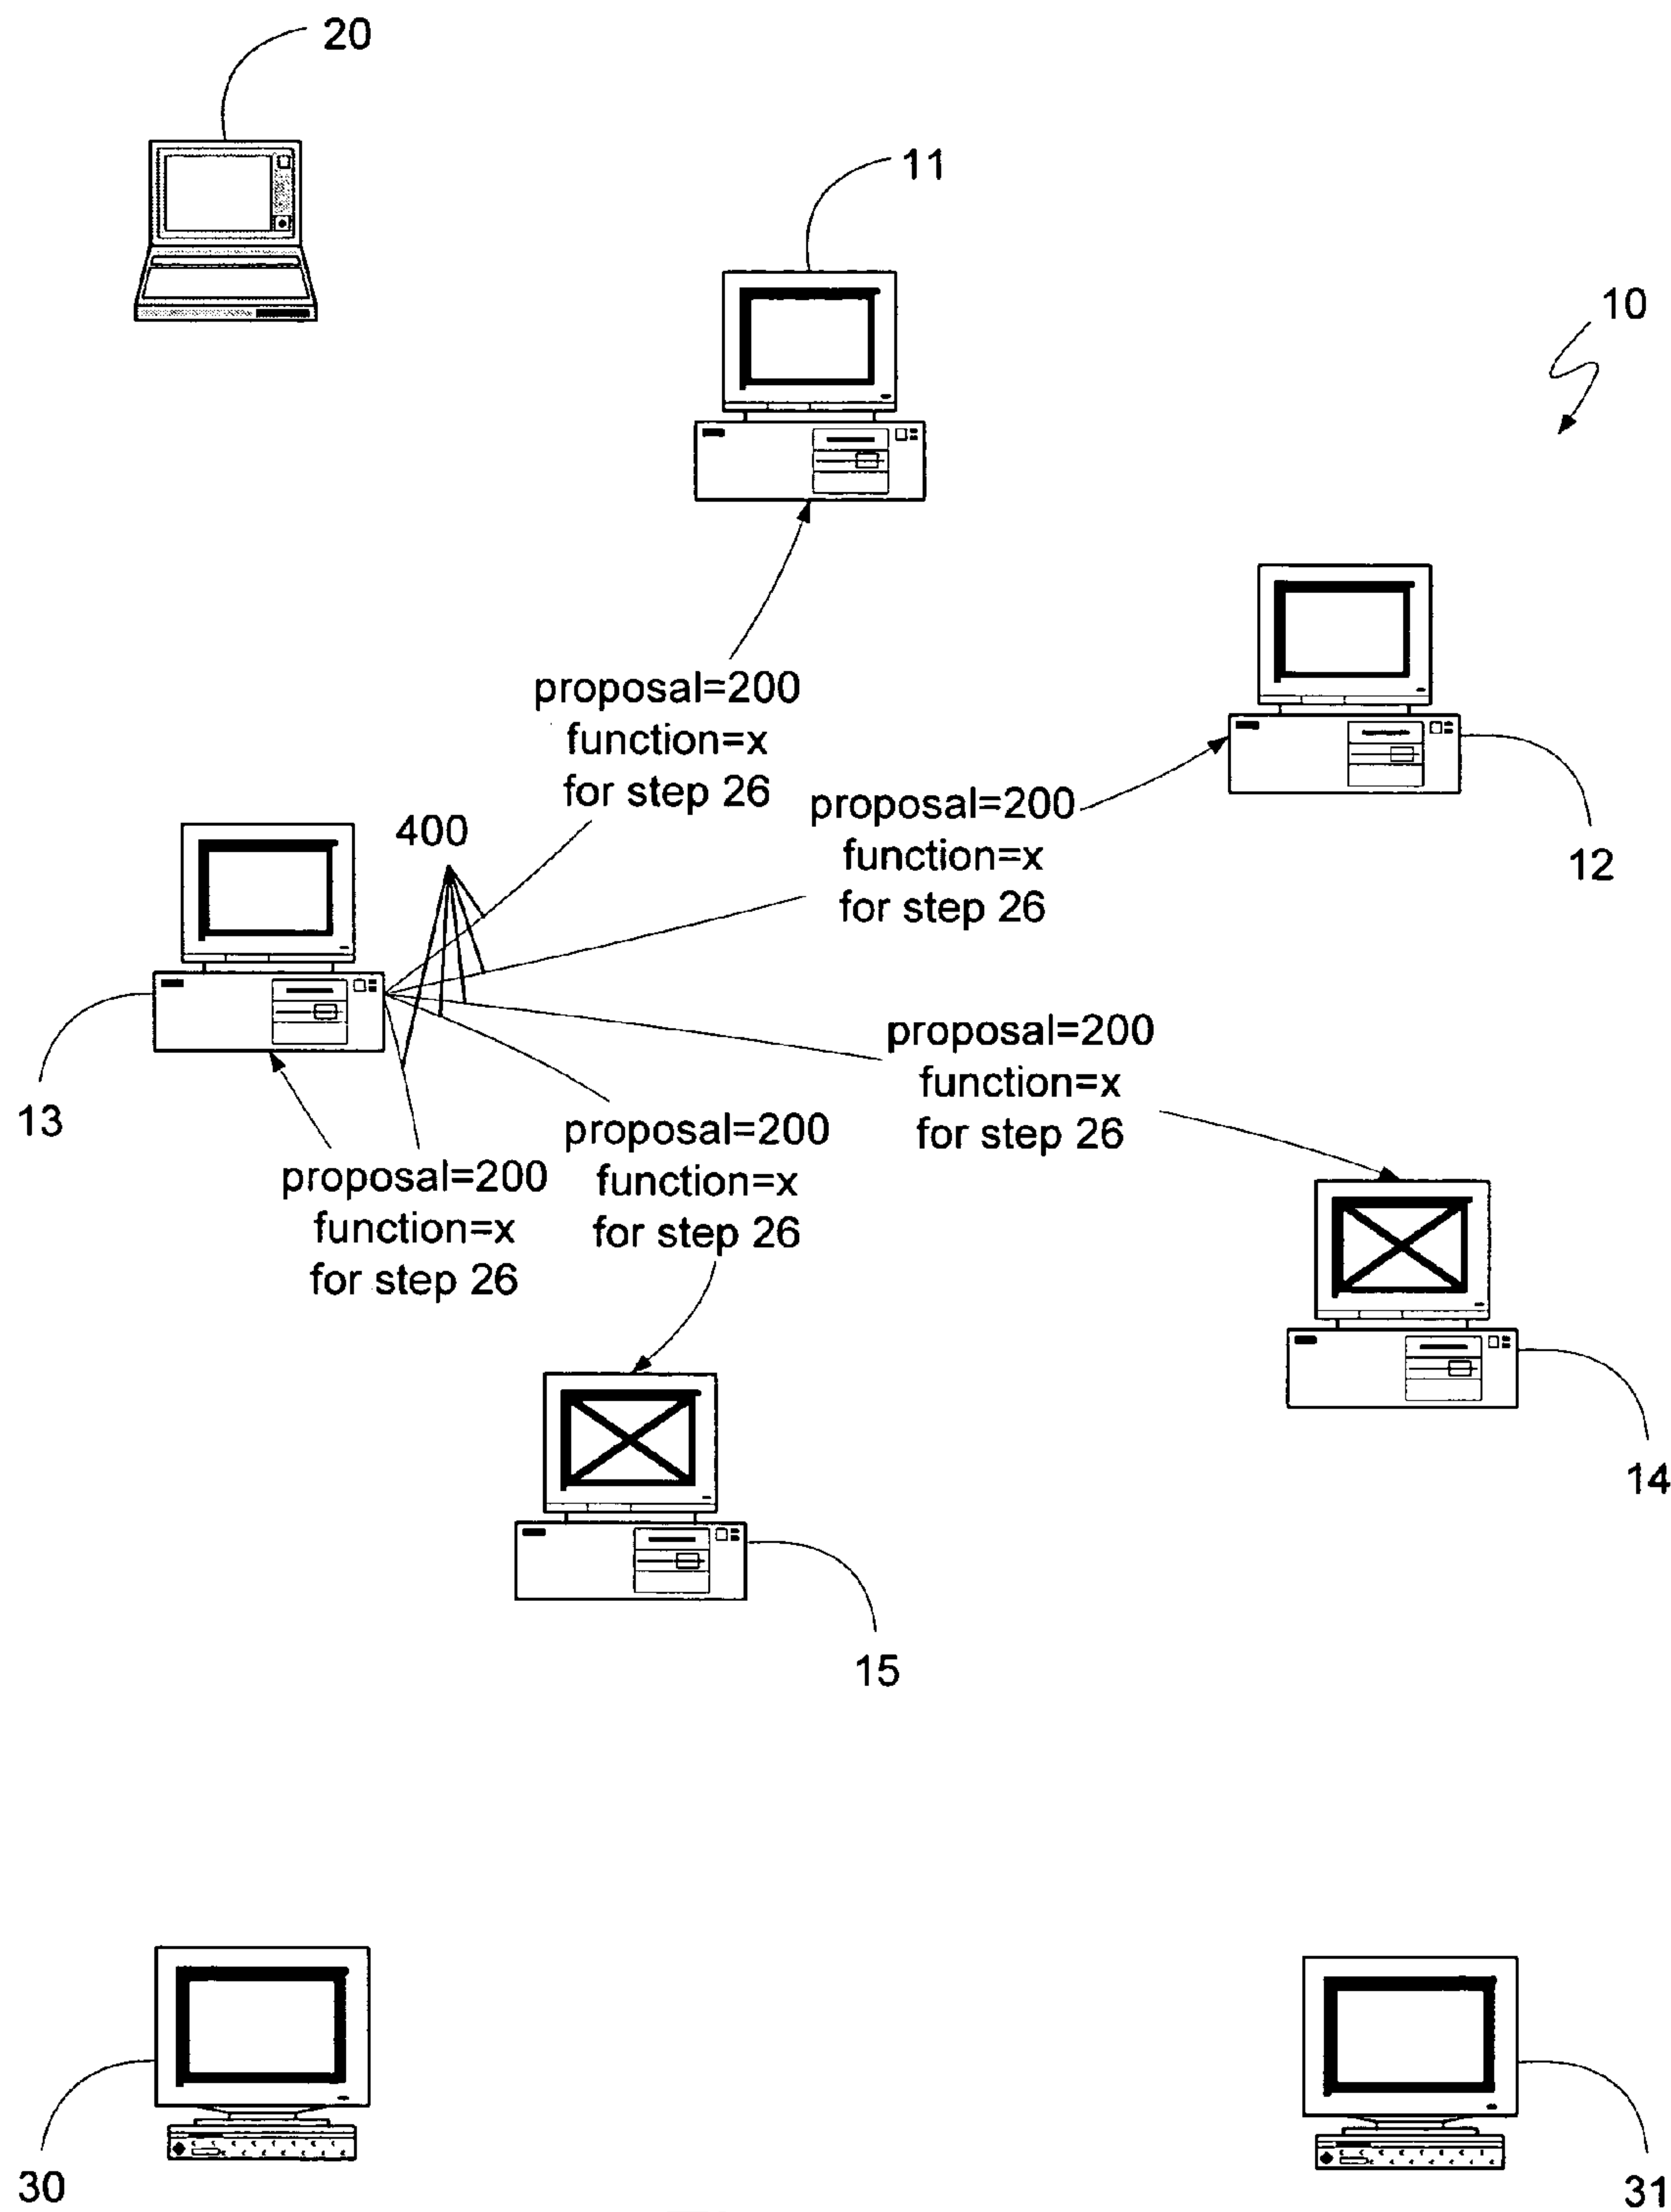 20
11
10
proposal=200
function=x
for step 26
proposal=200
function=x
for step 26
12
400
13
proposal=200
function=x
for step 26
proposal=200
function=x
for step 26
proposal=200
function=x
for step 26
14
15
30
31